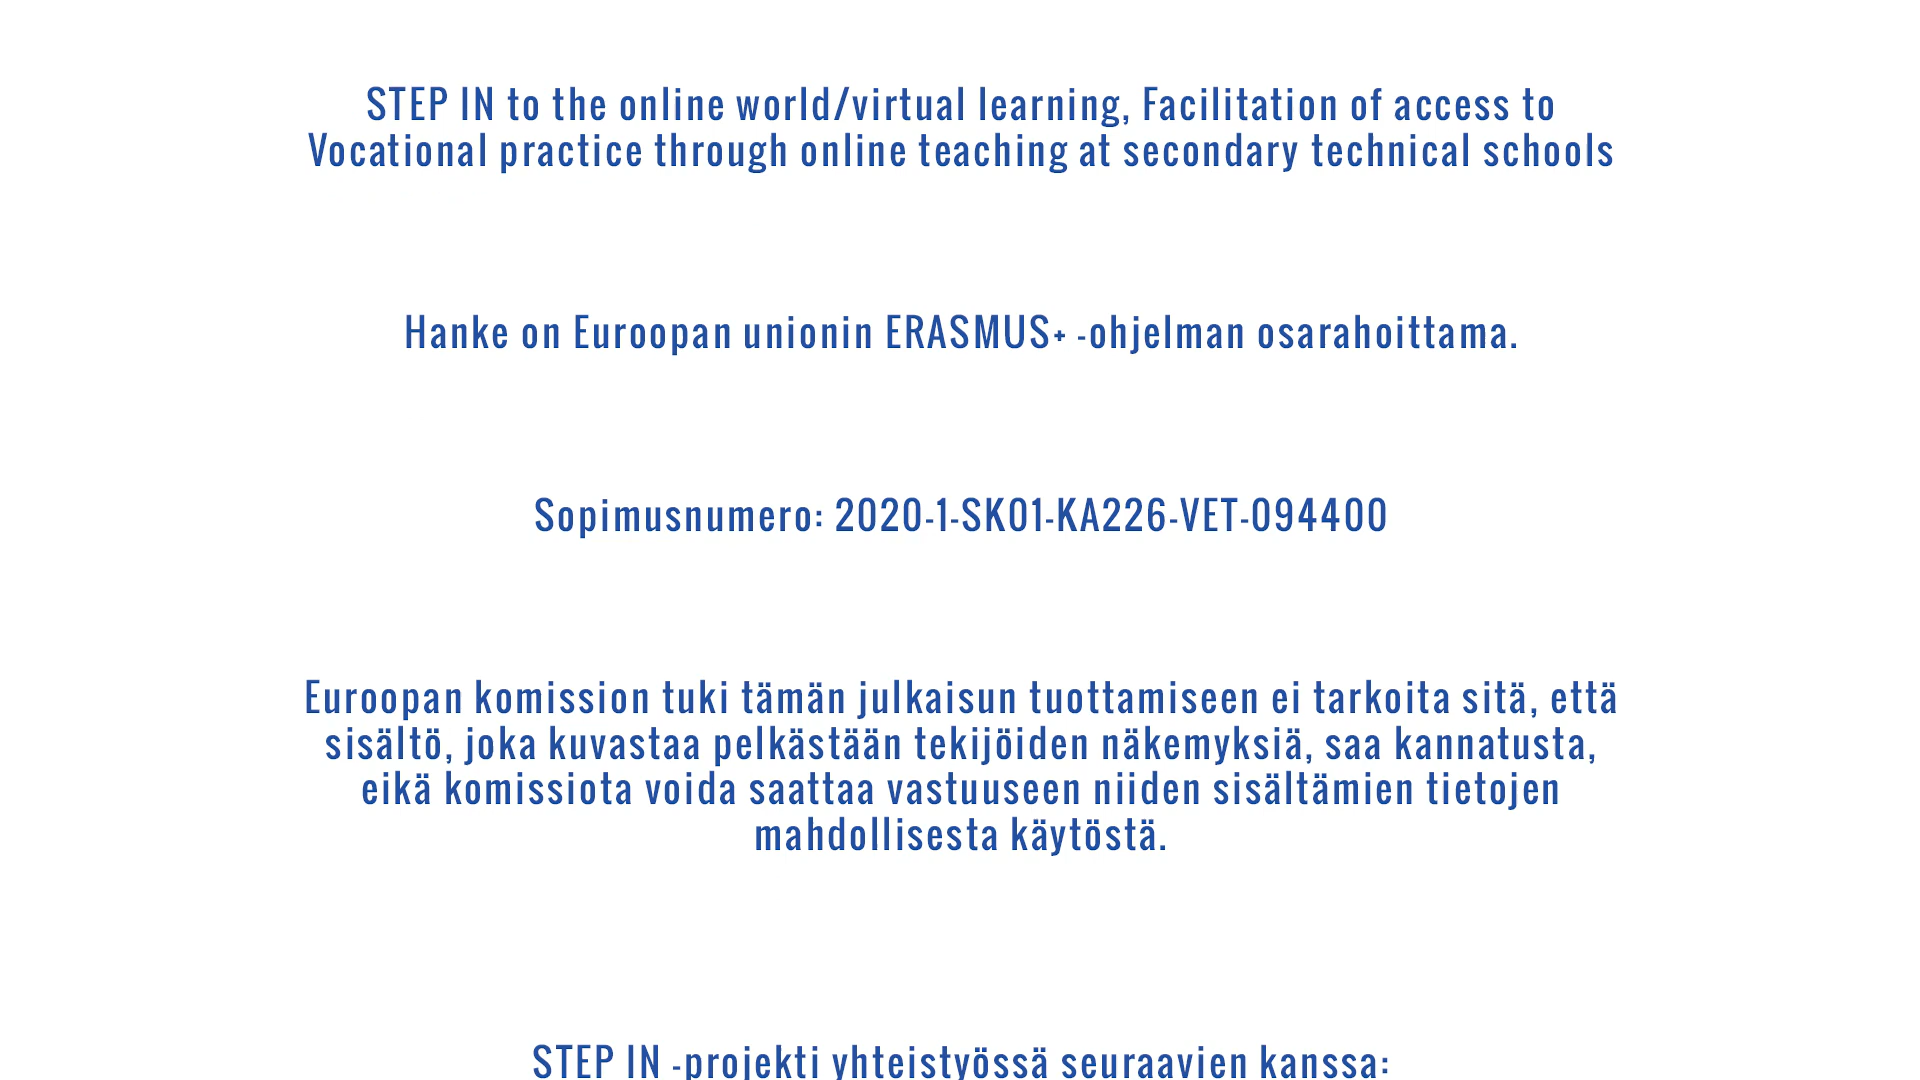 STEP IN to the online world/virtual learning, Facilitation of access to
Vocational practice through online teaching at secondary technical schools
Hanke on Euroopan unionin ERASMUS+ -ohjelman osarahoittama.
Sopimusnumero: 2020-1-SK01-KA226-VET-094400
Euroopan komission tuki tämän julkaisun tuottamiseen ei tarkoita sitä, että
sisältö, joka kuvastaa pelkästään tekijöiden näkemyksiä, saa kannatusta,
eikä komissiota voida saattaa vastuuseen niiden sisältämien tietojen
mahdollisesta käytöstä.
STEP IN -projekti yhteistyössä seuraavien kanssa: